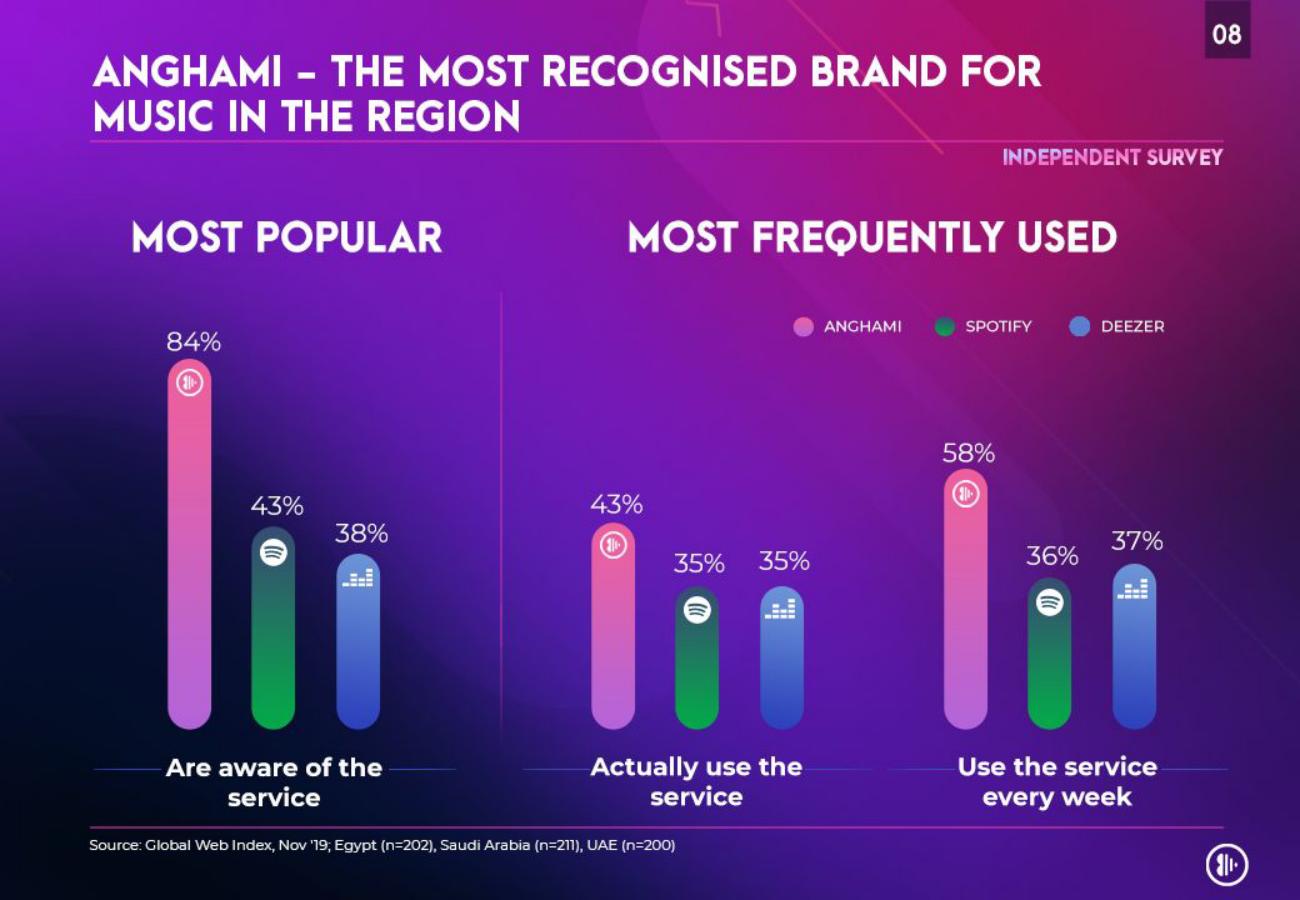 08
ANGHAMI – THE MOST RECOGNISED BRAND FOR
MUSIC IN THE REGION
INDEPENDENT SURVEY
MOST POPULAR
84%
43%
38%
Are aware of the
service
MOST FREQUENTLY USED
ANGHAMI SPOTIFY DEEZER
43%
35%
35%
Actually use the
service
58%
36%
37%
Use the service
every week
Source: Global Web Index, Nov '19; Egypt (n=202), Saudi Arabia (n=211), UAE (n=200)